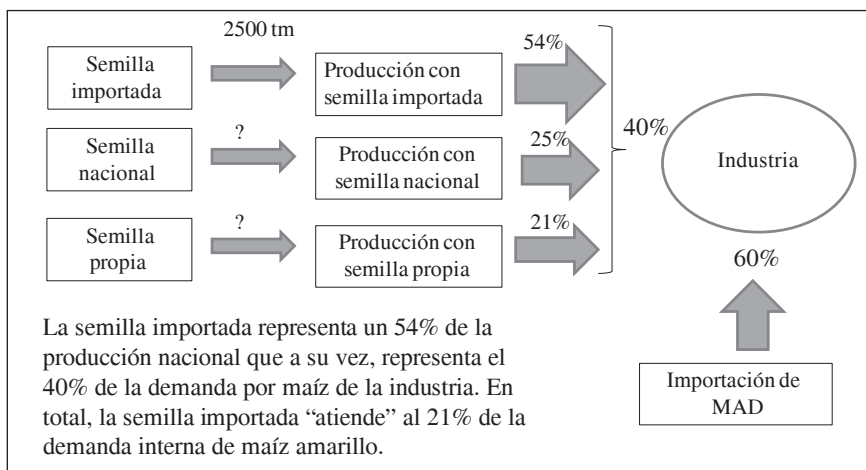 2500 tm
54%
Semilla
importada
Producción con
semilla importada
?
25%
40%
Semilla
nacional
Producción con
semilla nacional
Industria
?
21%
Semilla
propia
Producción con
semilla propia
60%
La semilla importada representa un 54% de la
producción nacional que a su vez, representa el
40% de la demanda por maíz de la industria. En
total, la semilla importada “atiende” al 21% de la
demanda interna de maíz amarillo.
Importación de
MAD